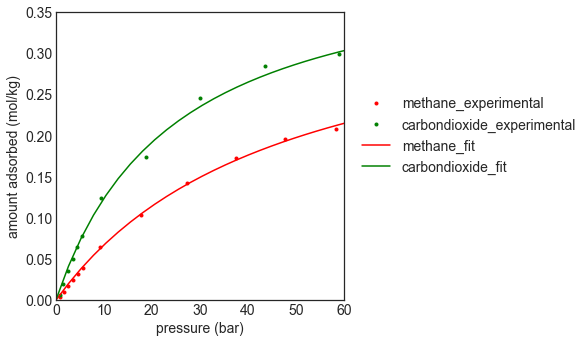 0.35
0.30
0.25
0.20
0.15
0.10
0.05
0.00
amount adsorbed (mol/kg)
0 10 20 30 40 50 60
pressure (bar)
methane_experimental
carbondioxide_experimental
methane_fit
carbondioxide_fit